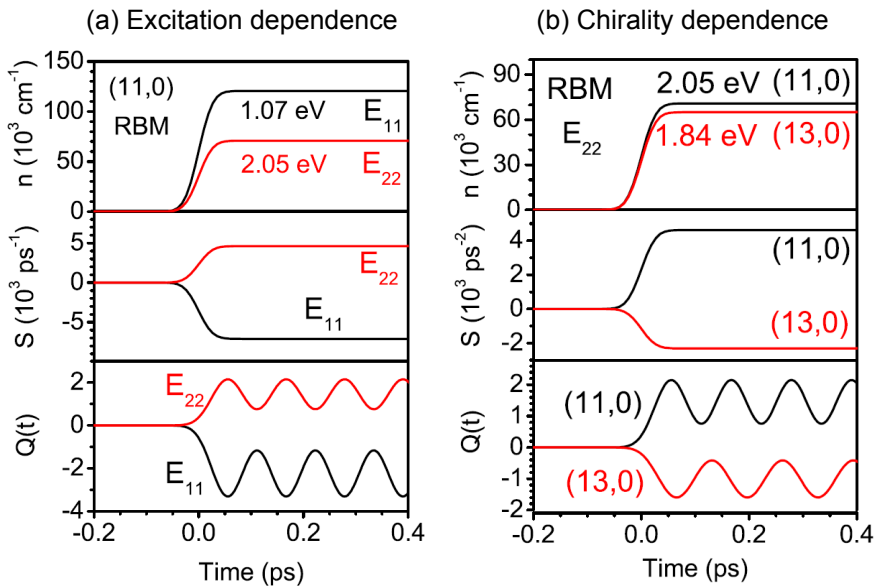 (a) Excitation dependence
(b) Chirality dependence
n (10³ cm⁻¹)
150
100
50
0
(11,0)
RBM
1.07 eV
E₁₁
2.05 eV
E₂₂
S (10³ ps⁻¹)
5
0
-5
E₂₂
E₁₁
Q(t)
2
0
-2
-4
E₂₂
E₁₁
-0.2
0.0
0.2
0.4
Time (ps)
n (10³ cm⁻¹)
90
60
30
0
RBM
E₂₂
2.05 eV (11,0)
1.84 eV (13,0)
S (10³ ps⁻²)
4
2
0
-2
(11,0)
(13,0)
Q(t)
2
1
0
-1
-2
(11,0)
(13,0)
-0.2
0.0
0.2
0.4
Time (ps)